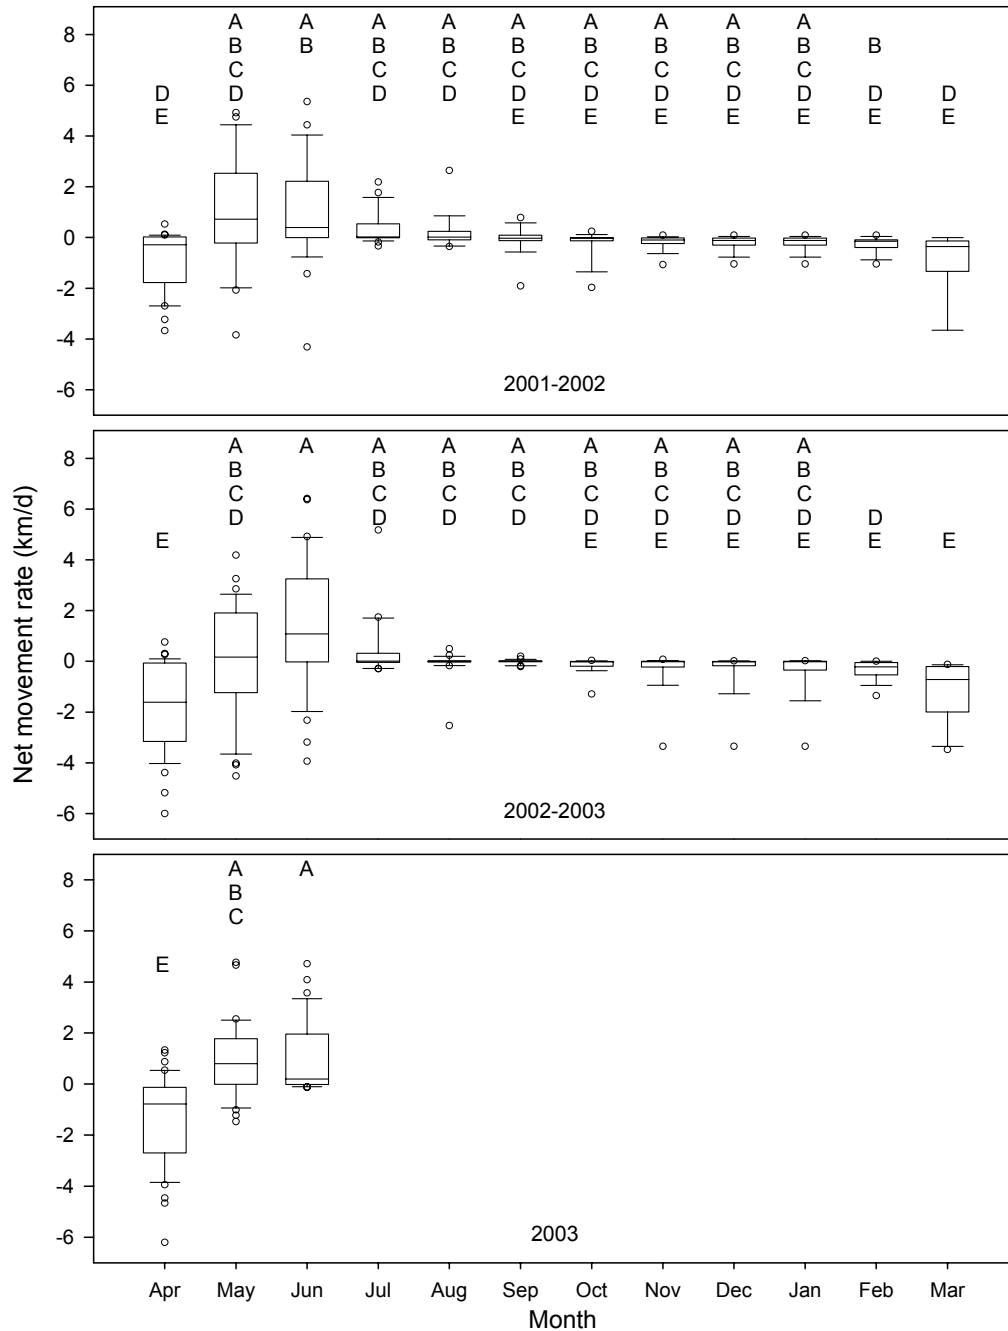 A A A A A A A A A
8
B B B B B B B B B B
C C C C C C C C
6
D D D D D D D D D D D
E E E E E E E E
4
2
0
-2
-4
-6
2001-2002
A A A A A A A A A
8
B B B B B B B B
C C C C C C C C
6
D D D D D D D D D
E E E E E E E
4
2
0
-2
-4
-6
2002-2003
Net movement rate (km/d)
A A
8
B
C
6
E
4
2
0
-2
-4
-6
2003
Apr May Jun Jul Aug Sep Oct Nov Dec Jan Feb Mar
Month